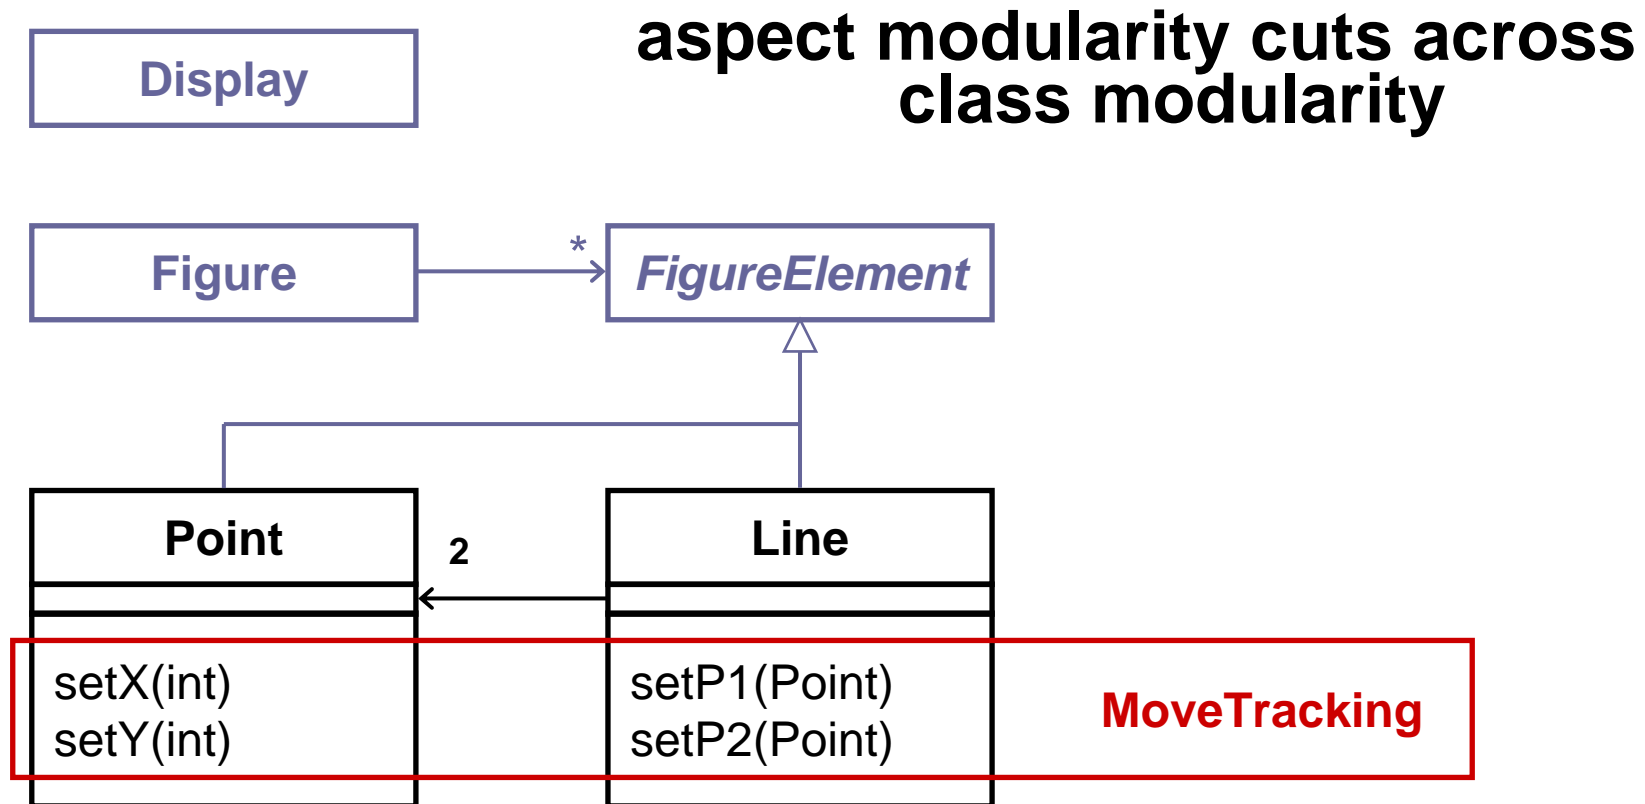 aspect modularity cuts across
class modularity
Display
Figure
*
FigureElement
Point
2
Line
setX(int)
setY(int)
setP1(Point)
setP2(Point)
MoveTracking